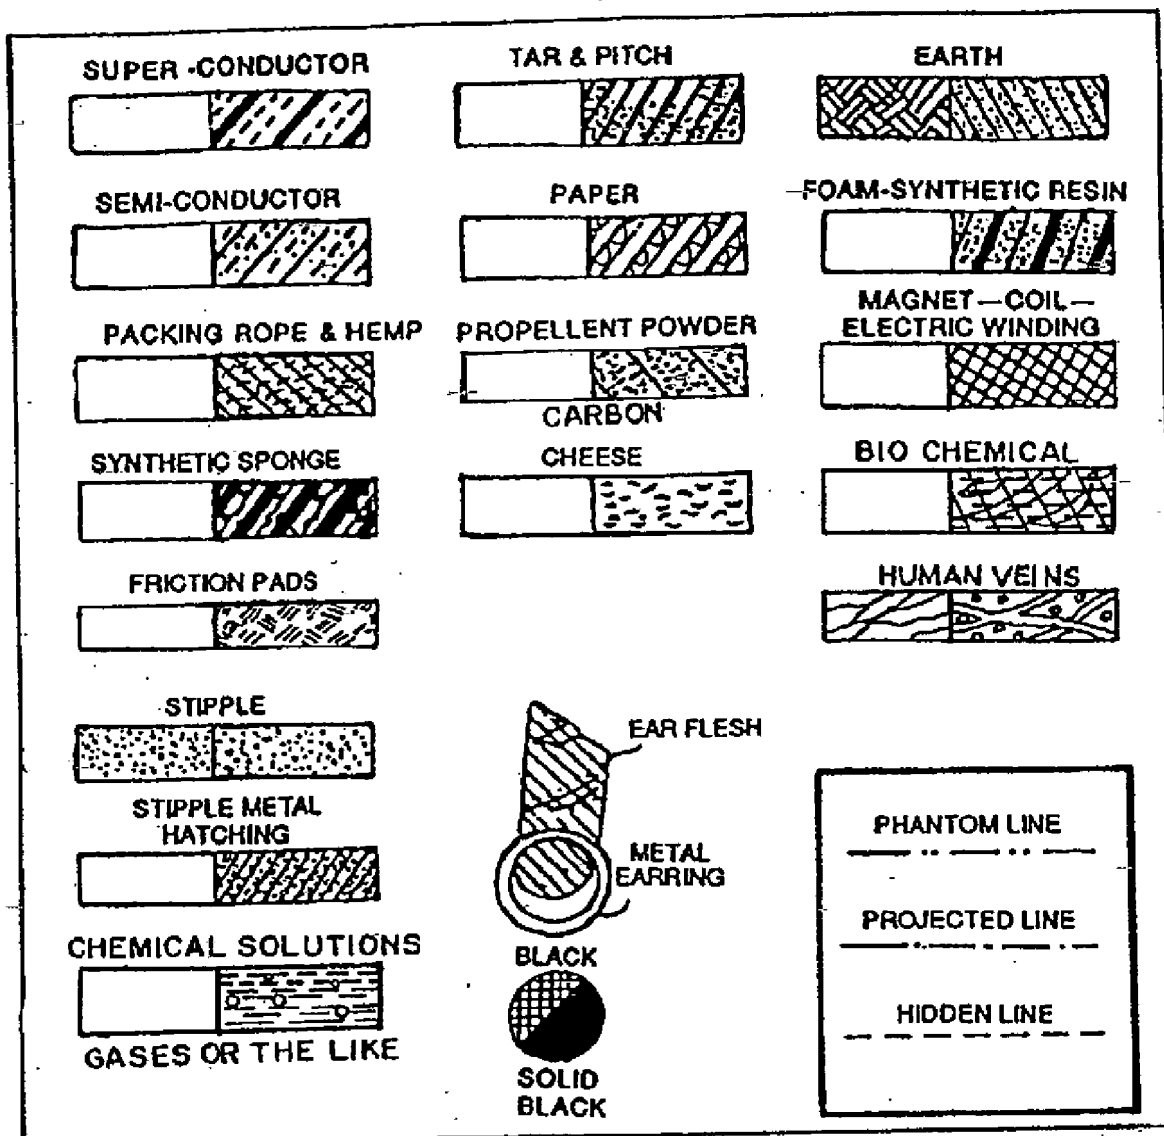 SUPER-CONDUCTOR
SEMI-CONDUCTOR
PACKING ROPE & HEMP
SYNTHETIC SPONGE
FRICTION PADS
STIPPLE
STIPPLE METAL
HATCHING
CHEMICAL SOLUTIONS
GASES OR THE LIKE
TAR & PITCH
PAPER
PROPELLENT POWDER
CARBON
CHEESE
EAR FLESH
METAL
EARRING
BLACK
SOLID
BLACK
EARTH
FOAM-SYNTHETIC RESIN
MAGNET—COIL—
ELECTRIC WINDING
BIO CHEMICAL
HUMAN VEINS
PHANTOM LINE
PROJECTED LINE
HIDDEN LINE